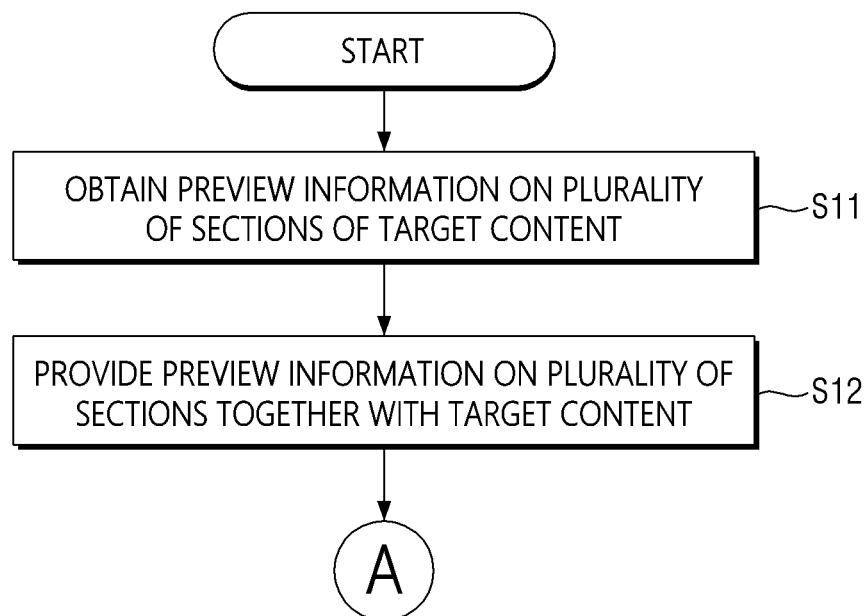 START
OBTAIN PREVIEW INFORMATION ON PLURALITY
OF SECTIONS OF TARGET CONTENT
S11
PROVIDE PREVIEW INFORMATION ON PLURALITY OF
SECTIONS TOGETHER WITH TARGET CONTENT
S12
A